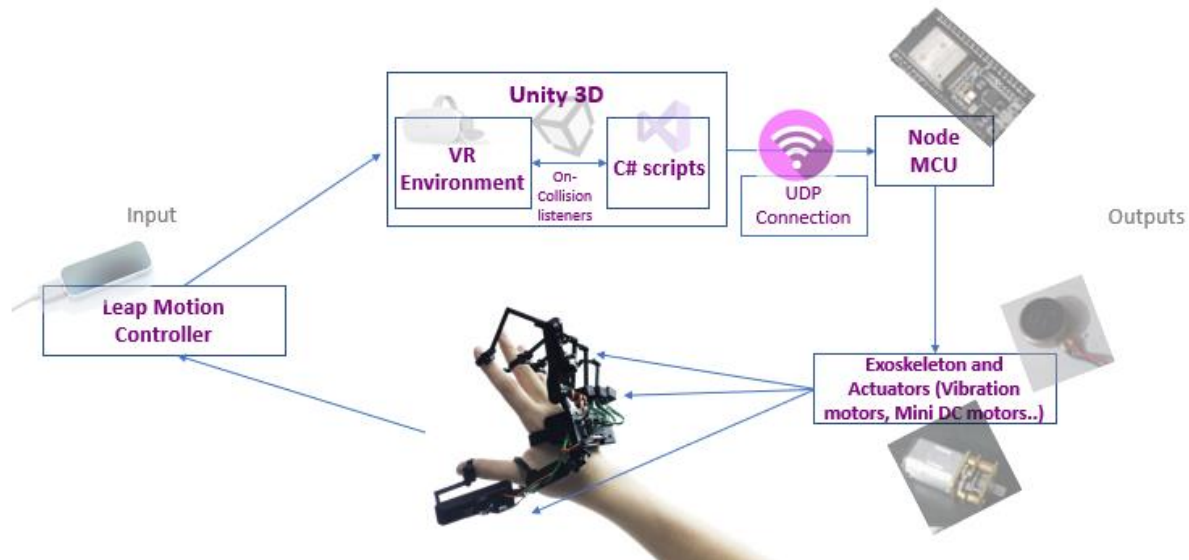 Unity 3D
VR
Environment
On-
Collision
listeners
C# scripts
UDP
Connection
Node
MCU
Input
Outputs
Leap Motion
Controller
Exoskeleton and
Actuators (Vibration
motors, Mini DC motors..)